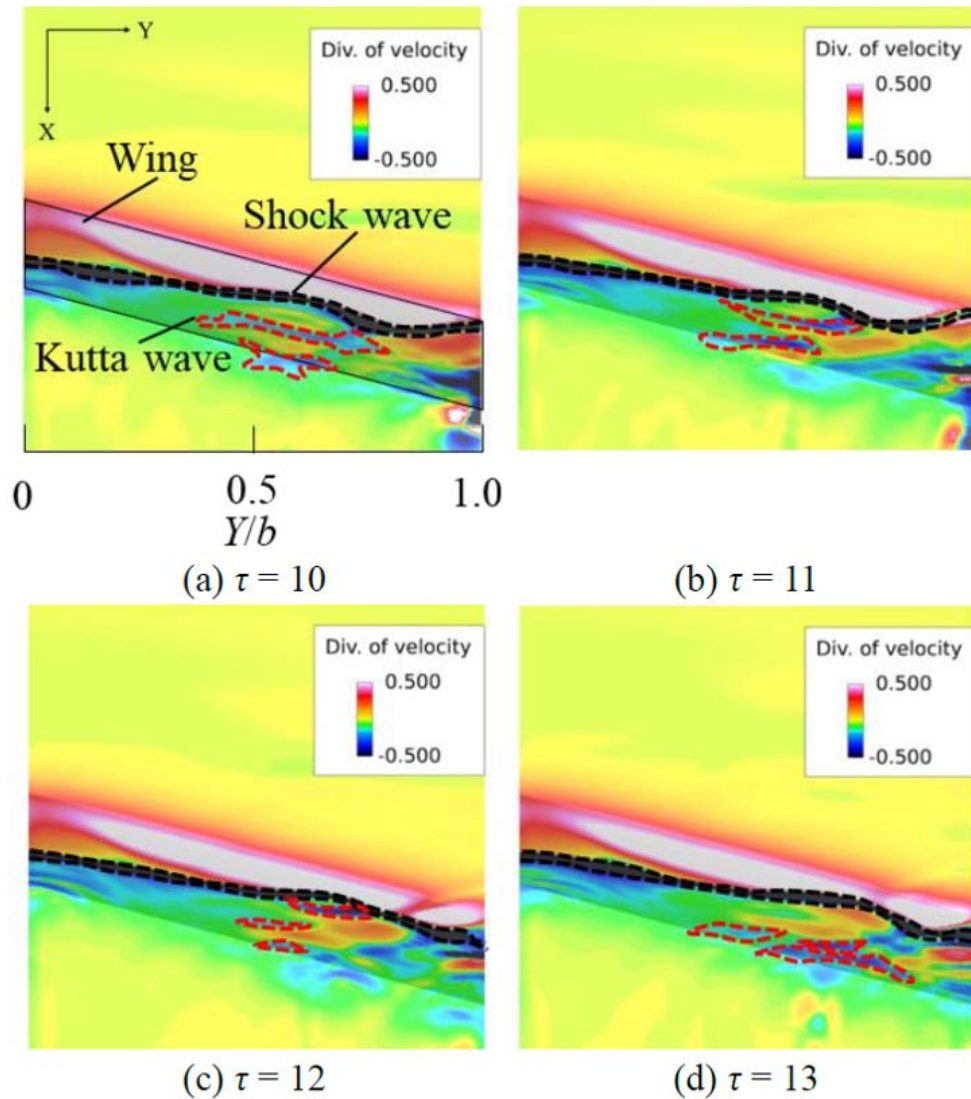 Y
X
Div. of velocity
0.500
-0.500
Wing
Shock wave
Kutta wave
0
0.5
1.0
Y/b
(a) τ = 10
Div. of velocity
0.500
-0.500
(b) τ = 11
Div. of velocity
0.500
-0.500
(c) τ = 12
Div. of velocity
0.500
-0.500
(d) τ = 13